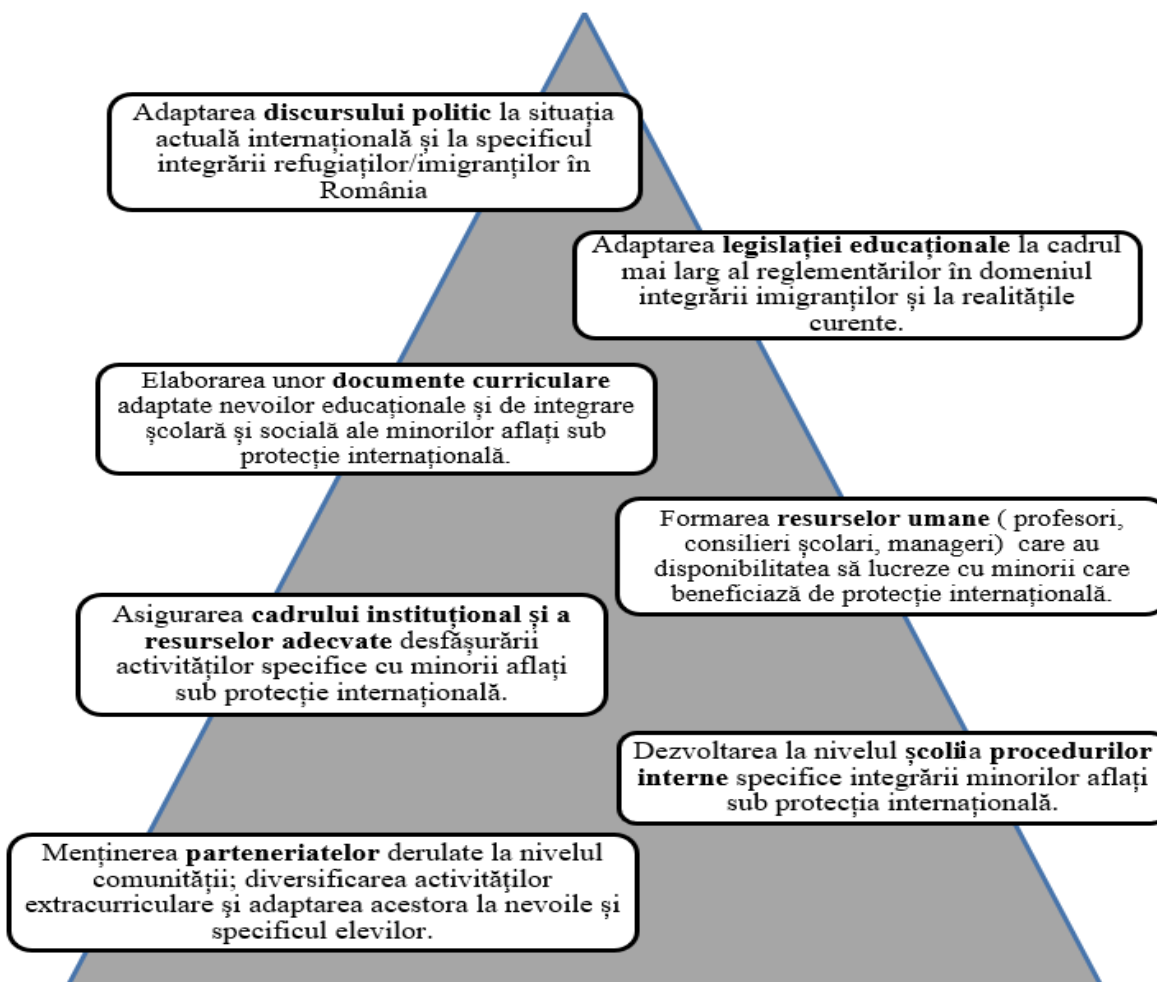 Adaptarea discursului politic la situația
actuală internațională și la specificul
integrării refugiaților/imigranților în
România
Adaptarea legislației educaționale la cadrul
mai larg al reglementărilor în domeniul
integrării imigranților și la realitățile
curente.
Elaborarea unor documente curriculare
adaptate nevoilor educaționale și de integrare
școlară și socială ale minorilor aflați sub
protecție internațională.
Formarea resurselor umane ( profesori,
consilieri școlari, manageri) care au
disponibilitatea să lucreze cu minorii care
beneficiază de protecție internațională.
Asigurarea cadrului instituțional și a
resurselor adecvate desfășurării
activităților specifice cu minorii aflați
sub protecție internațională.
Dezvoltarea la nivelul școlii a procedurilor
interne specifice integrării minorilor aflați
sub protecția internațională.
Menținerea parteneriatelor derulate la nivelul
comunității; diversificarea activităţilor
extracurriculare şi adaptarea acestora la nevoile și
specificul elevilor.